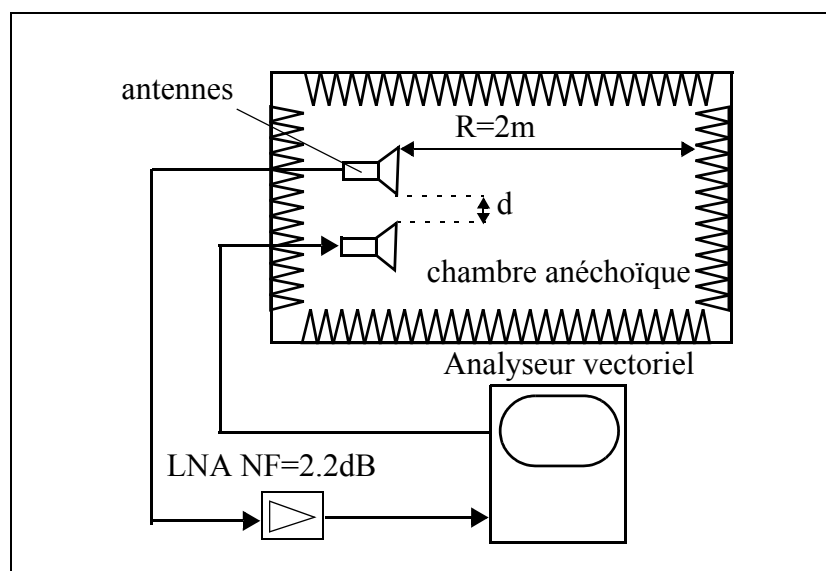 antennes
R=2m
d
chambre anéchoïque
Analyseur vectoriel
LNA NF=2.2dB